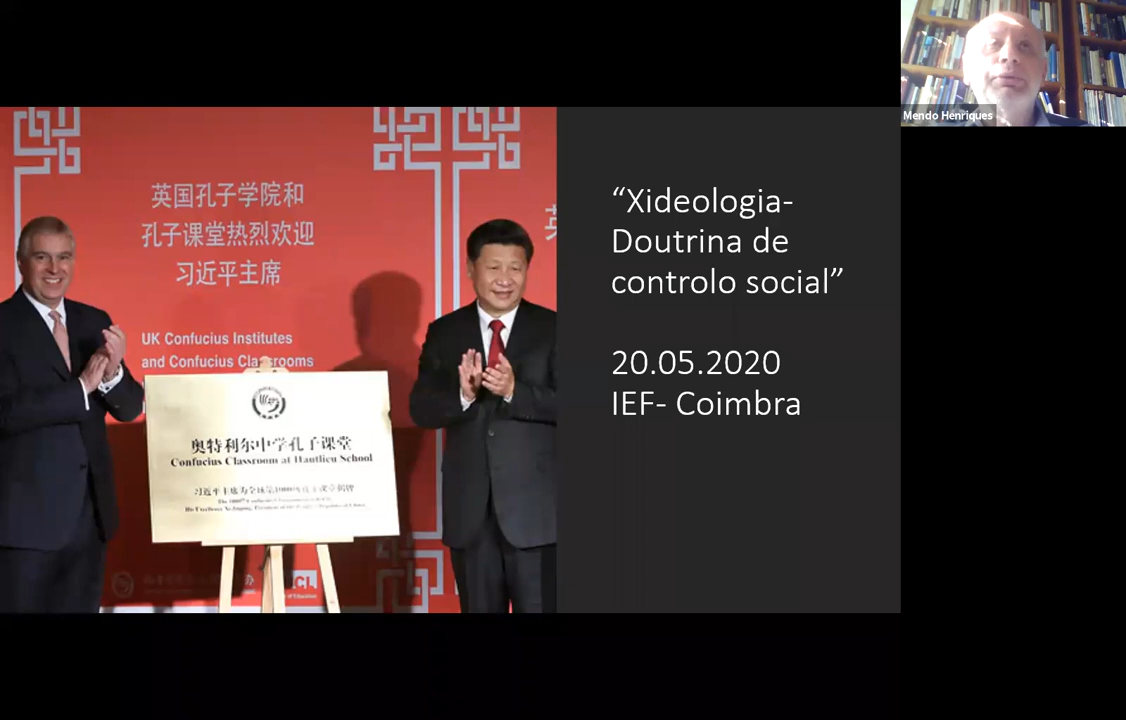 Mendo Henriques
英国孔子学院和
孔子课堂热烈欢迎
习近平主席
UK Confucius Institutes
and Confucius Classrooms
奥特利尔中学孔子课堂
Confucius Classroom at Hautlieu School
“Xideologia-
Doutrina de
controlo social”
20.05.2020
IEF- Coimbra